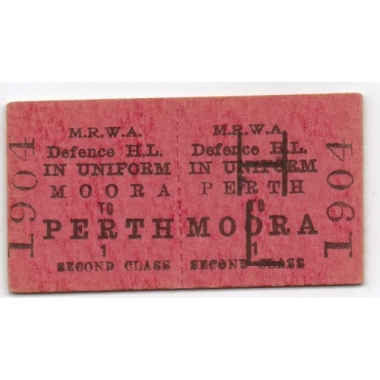 1904
M.R.W.A.
Defence H.L.
IN UNIFORM
MOORA
TO
PERTH
1
SECOND CLASS
M.R.W.A.
Defence H.L.
IN UNIFORM
PERTH
TO
MOORA
1
SECOND CLASS
H
L
1904